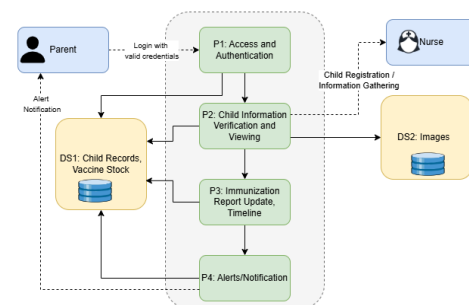 Parent
Login with
valid credentials
P1: Access and
Authentication
Nurse
Alert
Notification
Child Registration /
Information Gathering
P2: Child Information
Verification and
Viewing
DS1: Child Records,
Vaccine Stock
DS2: Images
P3: Immunization
Report Update,
Timeline
P4: Alerts/Notification